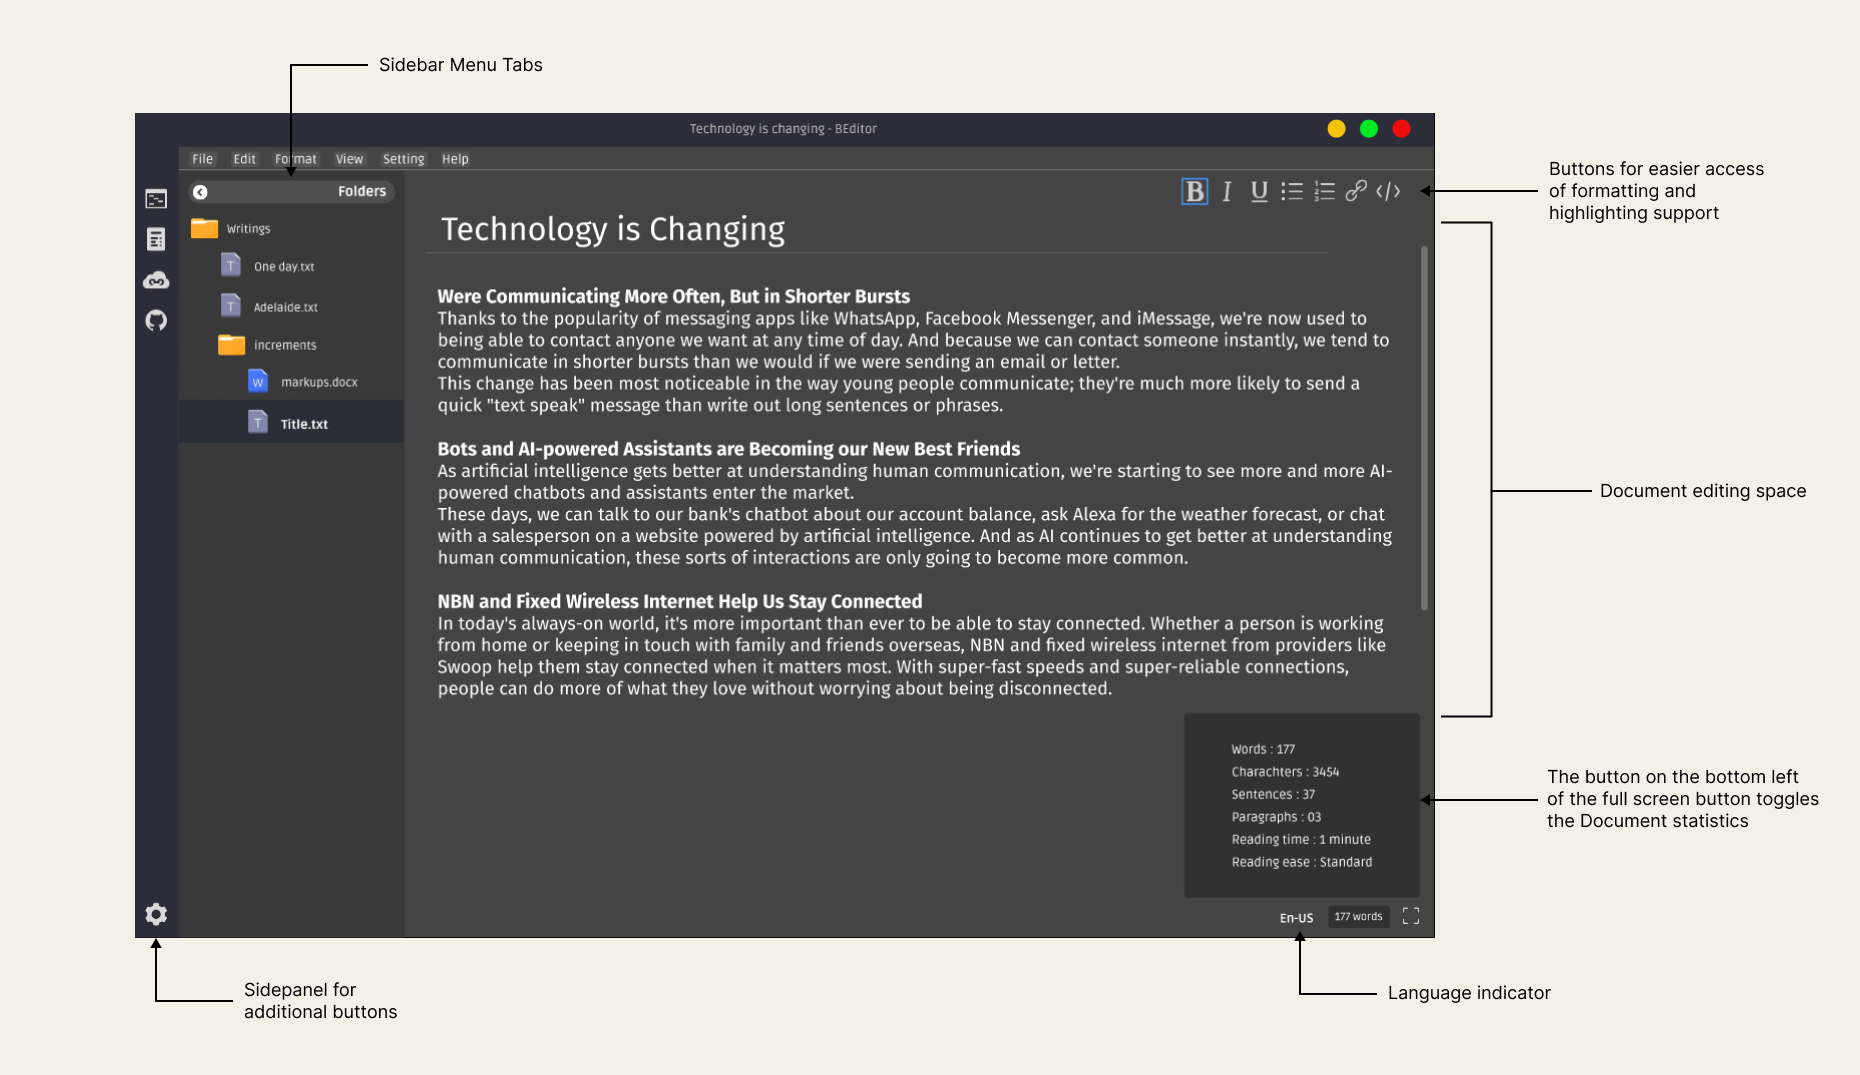 Sidebar Menu Tabs
Technology is changing - BEditor
File Edit Format View Setting Help
Folders
Writings
One day.txt
Adelaide.txt
increments
markups.docx
Title.txt
B I U
Technology is Changing
Were Communicating More Often, But in Shorter Bursts
Thanks to the popularity of messaging apps like WhatsApp, Facebook Messenger, and iMessage, we're now used to
being able to contact anyone we want at any time of day. And because we can contact someone instantly, we tend to
communicate in shorter bursts than we would if we were sending an email or letter.
This change has been most noticeable in the way young people communicate; they're much more likely to send a
quick "text speak" message than write out long sentences or phrases.
Bots and AI-powered Assistants are Becoming our New Best Friends
As artificial intelligence gets better at understanding human communication, we're starting to see more and more AI-
powered chatbots and assistants enter the market.
These days, we can talk to our bank's chatbot about our account balance, ask Alexa for the weather forecast, or chat
with a salesperson on a website powered by artificial intelligence. And as AI continues to get better at understanding
human communication, these sorts of interactions are only going to become more common.
NBN and Fixed Wireless Internet Help Us Stay Connected
In today's always-on world, it's more important than ever to be able to stay connected. Whether a person is working
from home or keeping in touch with family and friends overseas, NBN and fixed wireless internet from providers like
Swoop help them stay connected when it matters most. With super-fast speeds and super-reliable connections,
people can do more of what they love without worrying about being disconnected.
Words : 177
Charachters : 3454
Sentences : 37
Paragraphs : 03
Reading time : 1 minute
Reading ease : Standard
En-US
177 words
Buttons for easier access
of formatting and
highlighting support
Document editing space
The button on the bottom left
of the full screen button toggles
the Document statistics
Sidepanel for
additional buttons
Language indicator